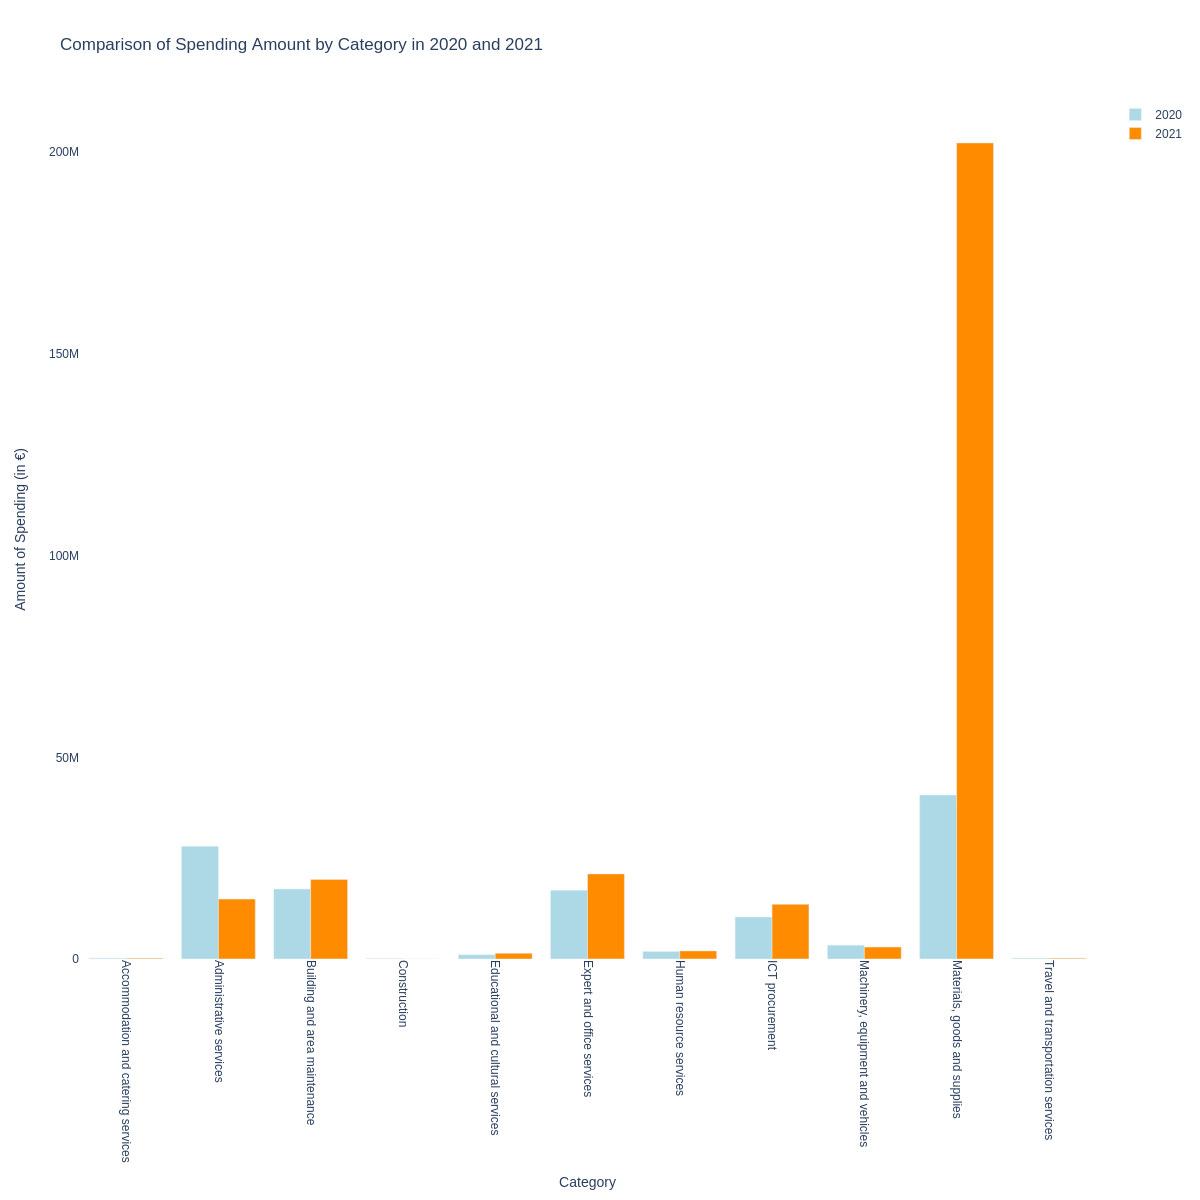 Comparison of Spending Amount by Category in 2020 and 2021
2020
2021
200M
150M
100M
50M
0
Amount of Spending (in €)
Accommodation and catering services
Administrative services
Building and area maintenance
Construction
Educational and cultural services
Expert and office services
Human resource services
ICT procurement
Machinery, equipment and vehicles
Materials, goods and supplies
Travel and transportation services
Category